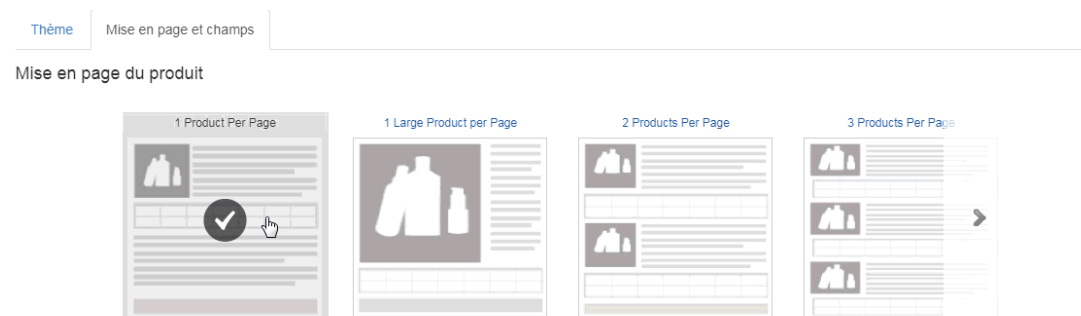 Thème
Mise en page et champs
Mise en page du produit
1 Product Per Page
1 Large Product per Page
2 Products Per Page
3 Products Per Page